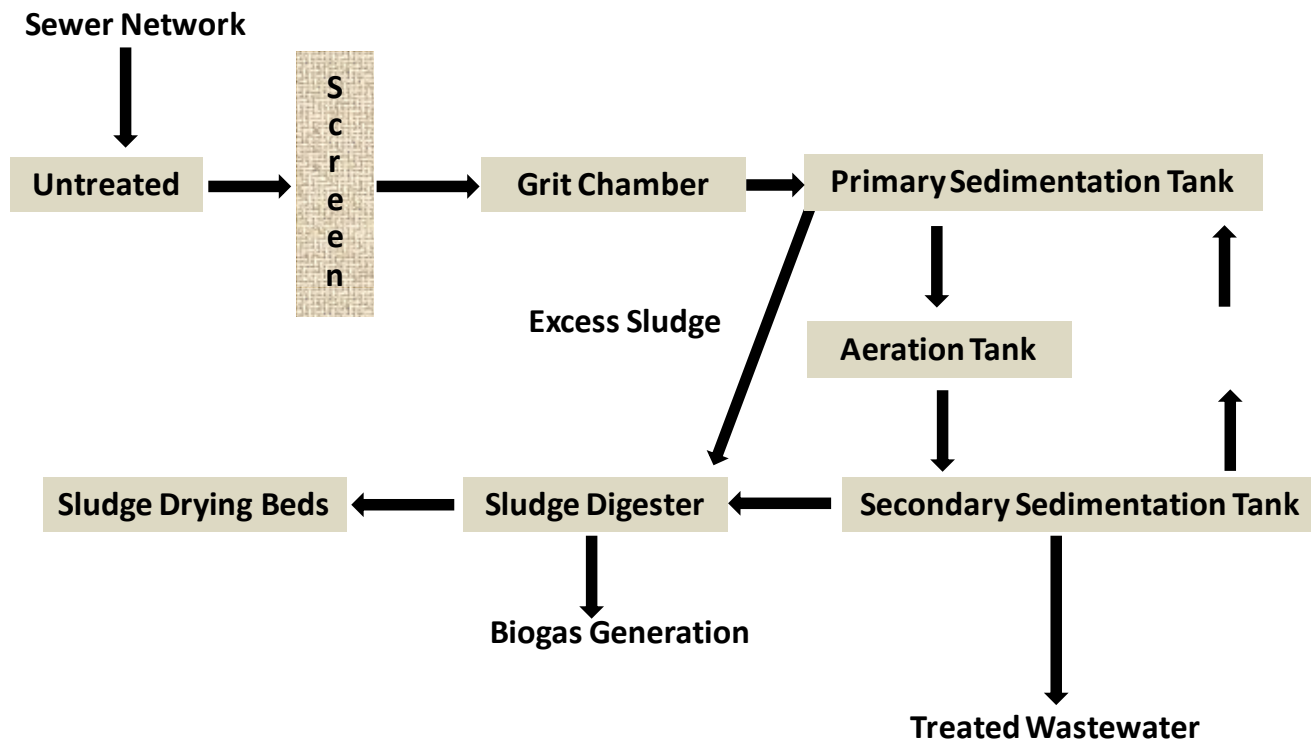 Sewer Network
Untreated
Screen
Grit Chamber
Primary Sedimentation Tank
Excess Sludge
Aeration Tank
Sludge Drying Beds
Sludge Digester
Secondary Sedimentation Tank
Biogas Generation
Treated Wastewater